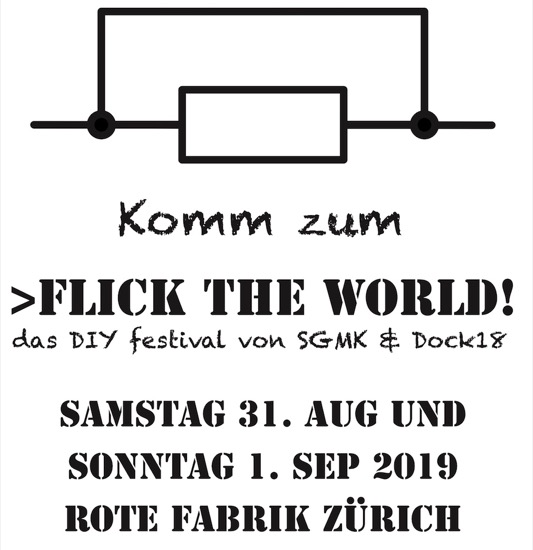 Komm zum
>FLICK THE WORLD!
das DIY festival von SGMK & Dock18
SAMSTAG 31. AUG UND
SONNTAG 1. SEP 2019
ROTE FABRIK ZÜRICH